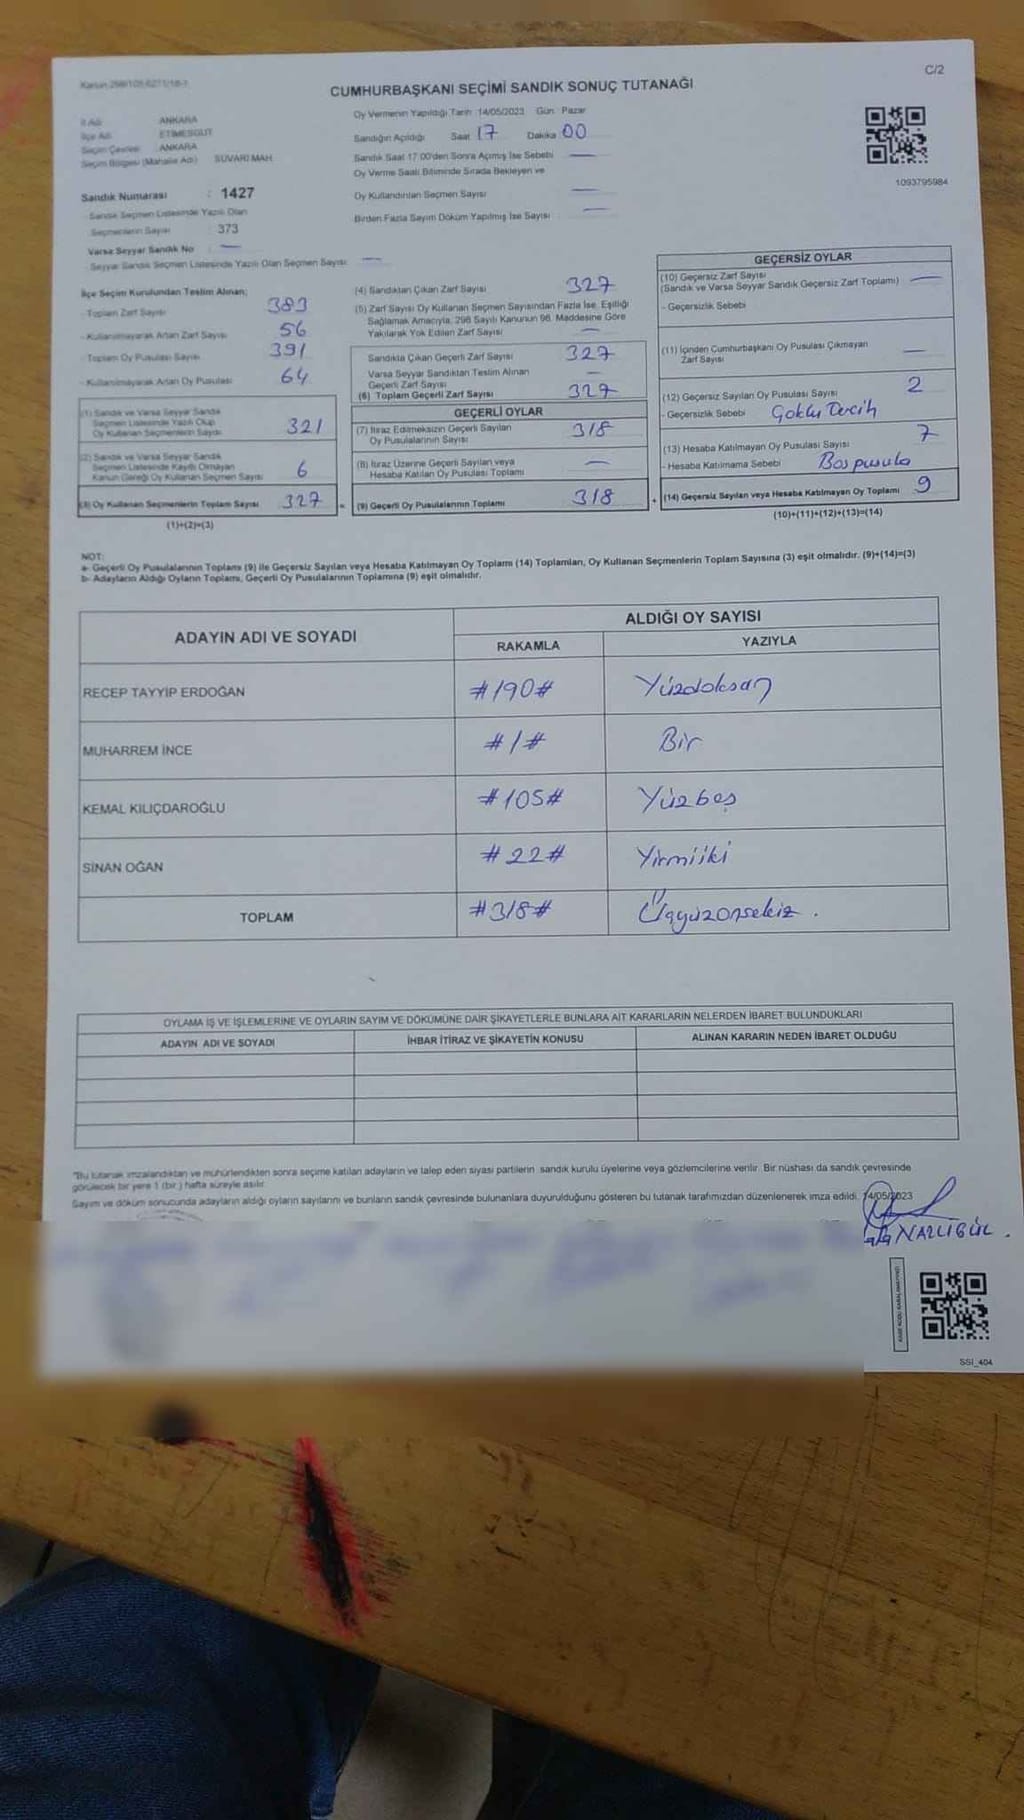 Kanun:298/105-6271/18-1
C/2
CUMHURBAŞKANI SEÇİMİ SANDIK SONUÇ TUTANAĞI
İl Adı ANKARA
İlçe Adı ETİMESGUT
Seçim Çevresi : ANKARA
Seçim Bölgesi (Mahalle Adı) SÜVARİ MAH.
Sandık Numarası : 1427
- Sandık Seçmen Listesinde Yazılı Olan
Seçmenlerin Sayısı : 373
Varsa Seyyar Sandık No : —
- Seyyar Sandık Seçmen Listesinde Yazılı Olan Seçmen Sayısı: —
Oy Vermenin Yapıldığı Tarih :14/05/2023 Gün : Pazar
Sandığın Açıldığı Saat 17 Dakika 00
Sandık Saat 17:00'den Sonra Açılmış İse Sebebi —
Oy Verme Saati Bitiminde Sırada Bekleyen ve
Oy Kullandırılan Seçmen Sayısı —
Birden Fazla Sayım Döküm Yapılmış İse Sayısı —
1093795984
İlçe Seçim Kurulundan Teslim Alınan;
- Toplam Zarf Sayısı 383
- Kullanılmayarak Artan Zarf Sayısı 56
- Toplam Oy Pusulası Sayısı 391
- Kullanılmayarak Artan Oy Pusulası 64
(1) Sandık ve Varsa Seyyar Sandık
Seçmen Listesinde Yazılı Olup
Oy Kullanan Seçmenlerin Sayısı 321
(2) Sandık ve Varsa Seyyar Sandık
Seçmen Listesinde Kayıtlı Olmayan
Kanun Gereği Oy Kullanan Seçmen Sayısı 6
(3) Oy Kullanan Seçmenlerin Toplam Sayısı 327 =
(1)+(2)=(3)
(4) Sandıktan Çıkan Zarf Sayısı 327
(5) Zarf Sayısı Oy Kullanan Seçmen Sayısından Fazla İse, Eşitliği
Sağlamak Amacıyla, 298 Sayılı Kanunun 98. Maddesine Göre
Yakılarak Yok Edilen Zarf Sayısı —
Sandıkta Çıkan Geçerli Zarf Sayısı 327
Varsa Seyyar Sandıktan Teslim Alınan
Geçerli Zarf Sayısı —
(6) Toplam Geçerli Zarf Sayısı 327
GEÇERLİ OYLAR
(7) İtiraz Edilmeksizin Geçerli Sayılan
Oy Pusulalarının Sayısı 318
(8) İtiraz Üzerine Geçerli Sayılan veya
Hesaba Katılan Oy Pusulası Toplamı —
(9) Geçerli Oy Pusulalarının Toplamı 318 +
GEÇERSİZ OYLAR
(10) Geçersiz Zarf Sayısı
(Sandık ve Varsa Seyyar Sandık Geçersiz Zarf Toplamı) —
- Geçersizlik Sebebi
(11) İçinden Cumhurbaşkanı Oy Pusulası Çıkmayan
Zarf Sayısı —
(12) Geçersiz Sayılan Oy Pusulası Sayısı 2
- Geçersizlik Sebebi Çoklu Tercih
(13) Hesaba Katılmayan Oy Pusulası Sayısı 7
- Hesaba Katılmama Sebebi Boş pusula
(14) Geçersiz Sayılan veya Hesaba Katılmayan Oy Toplamı 9
(10)+(11)+(12)+(13)=(14)
NOT:
a- Geçerli Oy Pusulalarının Toplamı (9) ile Geçersiz Sayılan veya Hesaba Katılmayan Oy Toplamı (14) Toplamları, Oy Kullanan Seçmenlerin Toplam Sayısına (3) eşit olmalıdır. (9)+(14)=(3)
b- Adayların Aldığı Oyların Toplamı, Geçerli Oy Pusulalarının Toplamına (9) eşit olmalıdır.
ADAYIN ADI VE SOYADI
ALDIĞI OY SAYISI
RAKAMLA YAZIYLA
RECEP TAYYİP ERDOĞAN #190# Yüzdoksan
MUHARREM İNCE #1# Bir
KEMAL KILIÇDAROĞLU #105# Yüzbeş
SİNAN OĞAN #22# Yirmiiki
TOPLAM #318# Üçyüzonsekiz .
OYLAMA İŞ VE İŞLEMLERİNE VE OYLARIN SAYIM VE DÖKÜMÜNE DAİR ŞİKAYETLERLE BUNLARA AİT KARARLARIN NELERDEN İBARET BULUNDUKLARI
ADAYIN ADI VE SOYADI İHBAR İTİRAZ VE ŞİKAYETİN KONUSU ALINAN KARARIN NEDEN İBARET OLDUĞU
*Bu tutanak imzalandıktan ve mühürlendikten sonra seçime katılan adayların ve talep eden siyasi partilerin sandık kurulu üyelerine veya gözlemcilerine verilir. Bir nüshası da sandık çevresinde
görülecek bir yere 1 (bir) hafta süreyle asılır.
Sayım ve döküm sonucunda adayların aldığı oyların sayılarını ve bunların sandık çevresinde bulunanlara duyurulduğunu gösteren bu tutanak tarafımızdan düzenlenerek imza edildi. 14/05/2023
NAZLIGÜL .
SSI_404